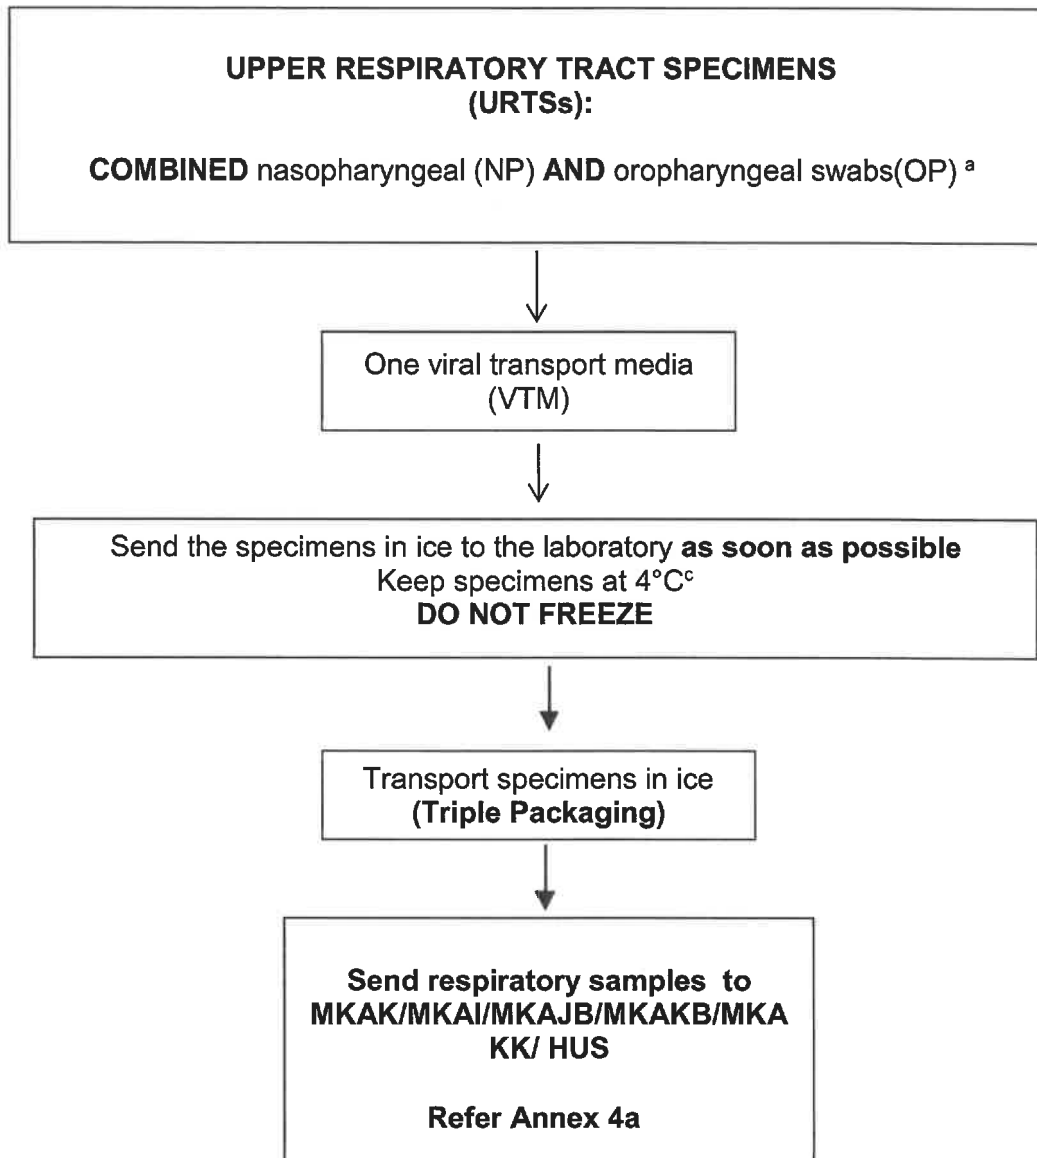 UPPER RESPIRATORY TRACT SPECIMENS
(URTSs):
COMBINED nasopharyngeal (NP) AND oropharyngeal swabs(OP) ª
One viral transport media
(VTM)
Send the specimens in ice to the laboratory as soon as possible
Keep specimens at 4°Cᶜ
DO NOT FREEZE
Transport specimens in ice
(Triple Packaging)
Send respiratory samples to
MKAK/MKAI/MKAJB/MKAKB/MKA
KK/ HUS
Refer Annex 4a